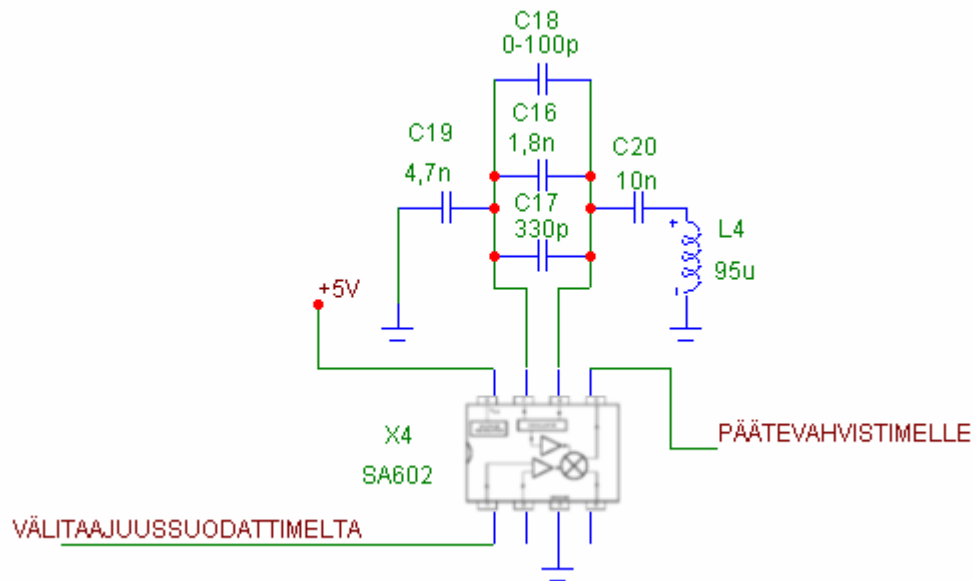 C18
0-100p
C16
1,8n
C19
4,7n
C20
10n
C17
330p
L4
95u
+5V
X4
SA602
PÄÄTEVAHVISTIMELLE
VÄLITAAJUUSSUODATTIMELTA